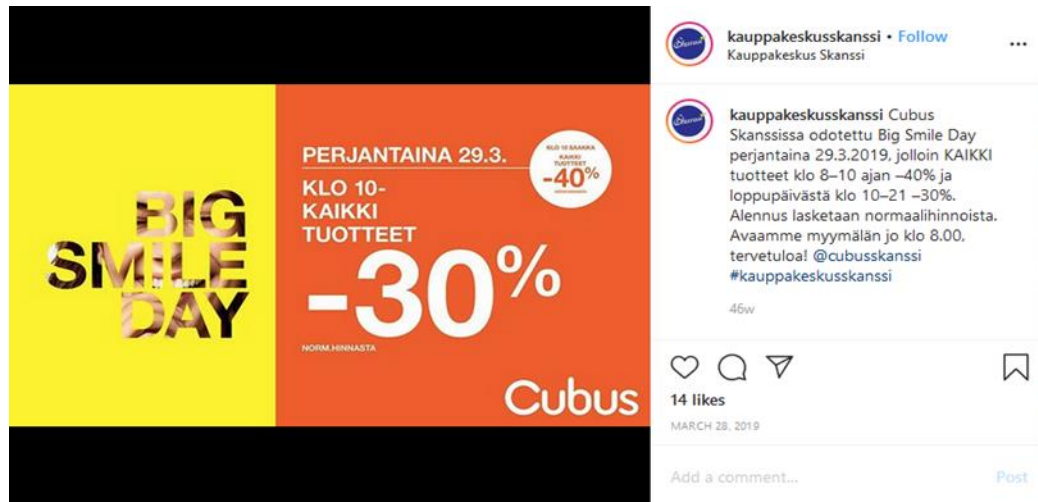 BIG
SMILE
DAY
PERJANTAINA 29.3.
KLO 10-
KAIKKI
TUOTTEET
-30%
NORM.HINNASTA
KLO 10 SAAKKA
KAIKKI
TUOTTEET
-40%
Cubus
kauppakeskusskanssi • Follow
Kauppakeskus Skanssi
kauppakeskusskanssi Cubus
Skanssissa odotettu Big Smile Day
perjantaina 29.3.2019, jolloin KAIKKI
tuotteet klo 8–10 ajan –40% ja
loppupäivästä klo 10–21 –30%.
Alennus lasketaan normaalihinnoista.
Avaamme myymälän jo klo 8.00,
tervetuloa! @cubusskanssi
#kauppakeskusskanssi
46w
14 likes
MARCH 28, 2019
Add a comment...
Post